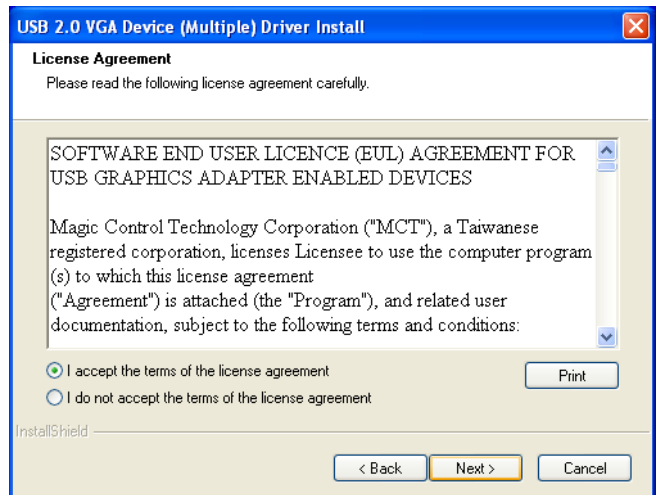 USB 2.0 VGA Device (Multiple) Driver Install
License Agreement
Please read the following license agreement carefully.
SOFTWARE END USER LICENCE (EUL) AGREEMENT FOR
USB GRAPHICS ADAPTER ENABLED DEVICES
Magic Control Technology Corporation ("MCT"), a Taiwanese
registered corporation, licenses Licensee to use the computer program
(s) to which this license agreement
("Agreement") is attached (the "Program"), and related user
documentation, subject to the following terms and conditions:
I accept the terms of the license agreement
Print
I do not accept the terms of the license agreement
InstallShield
< Back Next > Cancel